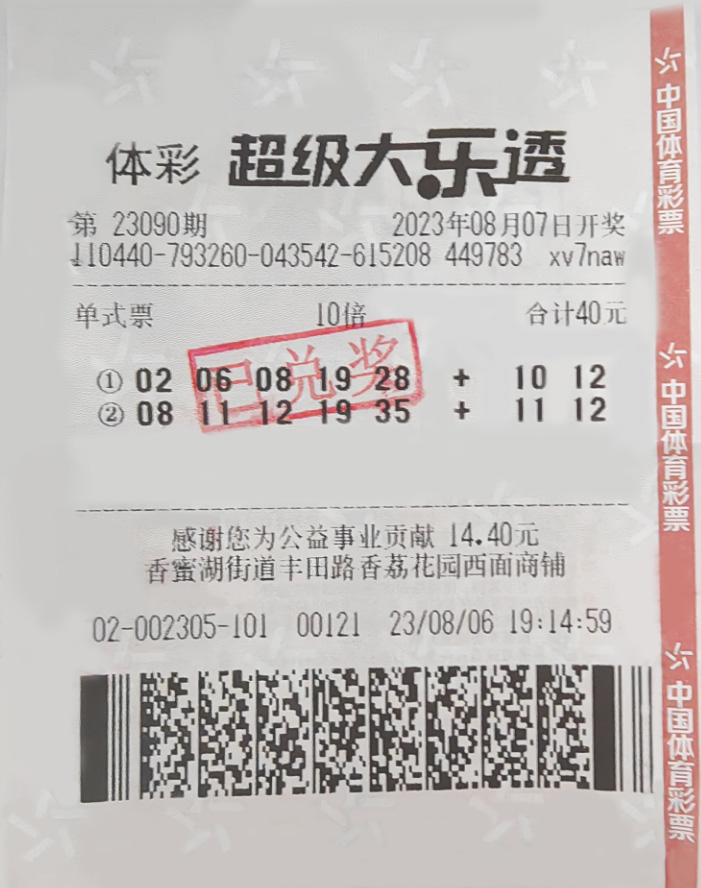 体彩 超级大乐透
第 23090期 2023年08月07日开奖
110440-793260-043542-615208 449783 xv7naw
单式票 10倍 合计40元
已兑奖
① 02 06 08 19 28 + 10 12
② 08 11 12 19 35 + 11 12
感谢您为公益事业贡献 14.40元
香蜜湖街道丰田路香荔花园西面商铺
02-002305-101 00121 23/08/06 19:14:59
中国体育彩票
中国体育彩票
中国体育彩票